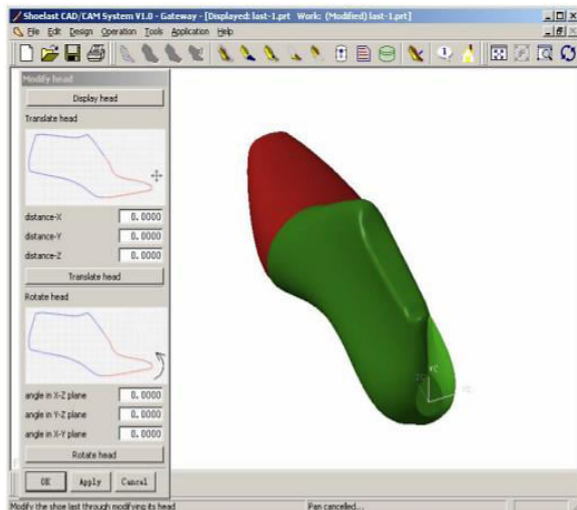 Shoelast CAD/CAM System V1.0 - Gateway - [Displayed: last-1.prt Work: (Modified) last-1.prt]
File Edit Design Operation Tools Application Help
Modify head
Display head
Translate head
distance-X 0.0000
distance-Y 0.0000
distance-Z 0.0000
Translate head
Rotate head
angle in X-Z plane 0.0000
angle in Y-Z plane 0.0000
angle in X-Y plane 0.0000
Rotate head
OK Apply Cancel
Modify the shoe last through modifying its head Pan cancelled...